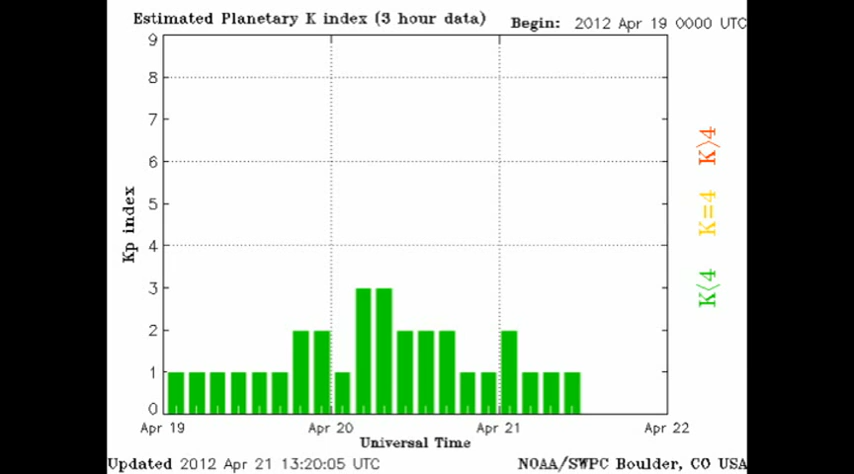 Estimated Planetary K index (3 hour data)
Begin: 2012 Apr 19 0000 UTC
9
8
7
6
5
4
3
2
1
0
Kp index
K>4
K=4
K<4
Apr 19
Apr 20
Apr 21
Apr 22
Universal Time
Updated 2012 Apr 21 13:20:05 UTC
NOAA/SWPC Boulder, CO USA